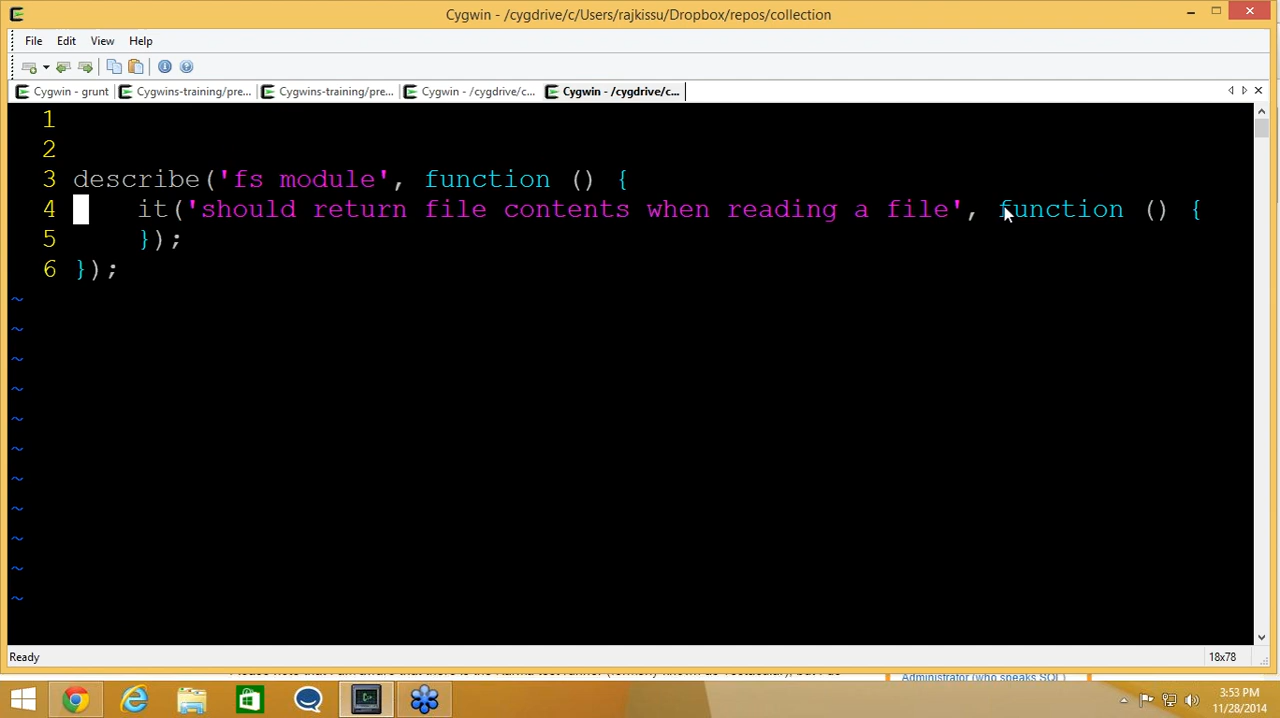 Cygwin - /cygdrive/c/Users/rajkissu/Dropbox/repos/collection
File Edit View Help
Cygwin - grunt Cygwins-training/pre... Cygwins-training/pre... Cygwin - /cygdrive/c... Cygwin - /cygdrive/c...
1
2
3 describe('fs module', function () {
4 it('should return file contents when reading a file', function () {
5 });
6 });
~
~
~
~
~
~
~
~
~
~
~
Ready 18x78
Administrator (who speaks SQL)
3:53 PM
11/28/2014